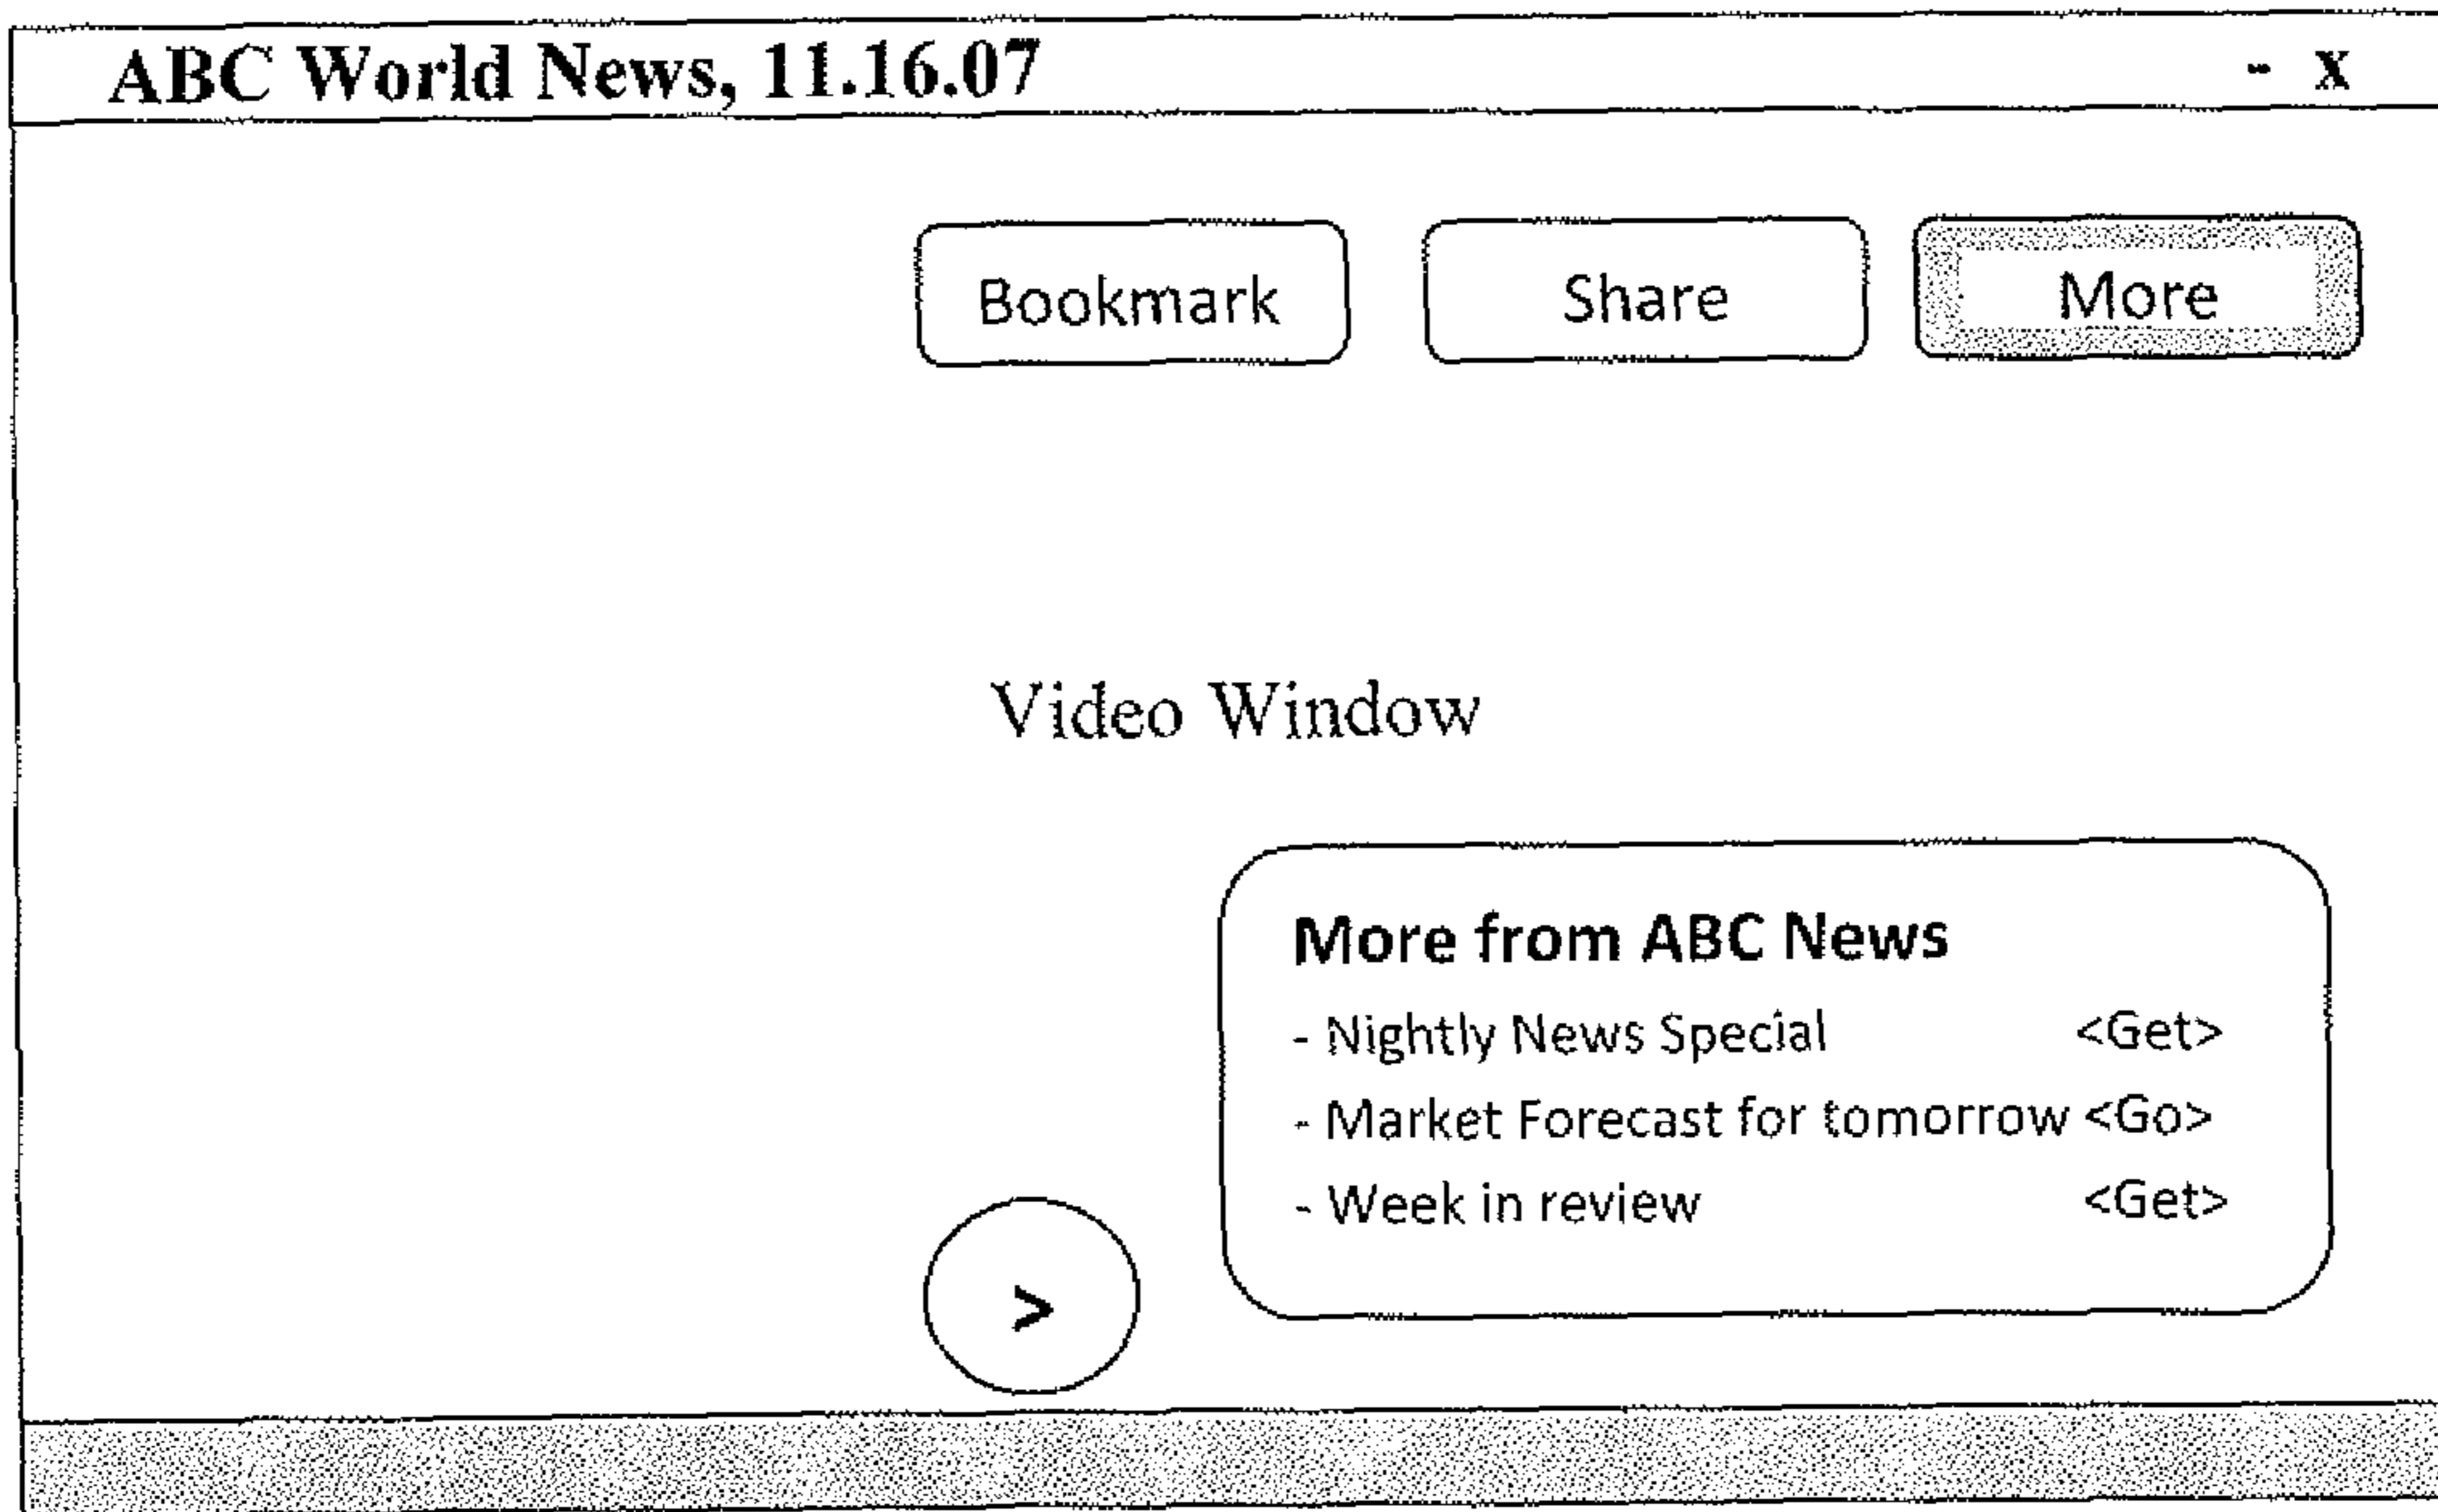 ABC World News, 11.16.07 - X
Bookmark Share More
Video Window
More from ABC News
- Nightly News Special <Get>
- Market Forecast for tomorrow <Go>
- Week in review <Get>
>